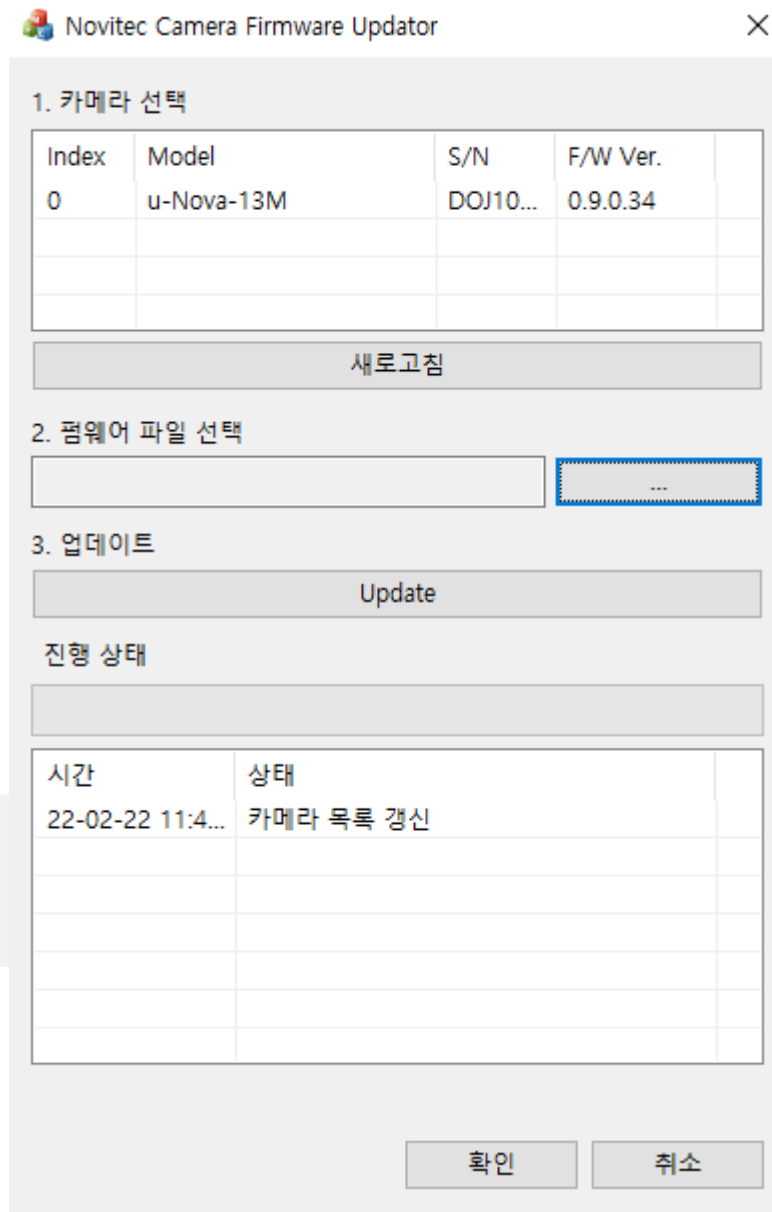 Novitec Camera Firmware Updator
1. 카메라 선택
Index Model S/N F/W Ver.
0 u-Nova-13M DOJ10... 0.9.0.34
새로고침
2. 펌웨어 파일 선택
...
3. 업데이트
Update
진행 상태
시간 상태
22-02-22 11:4... 카메라 목록 갱신
확인 취소